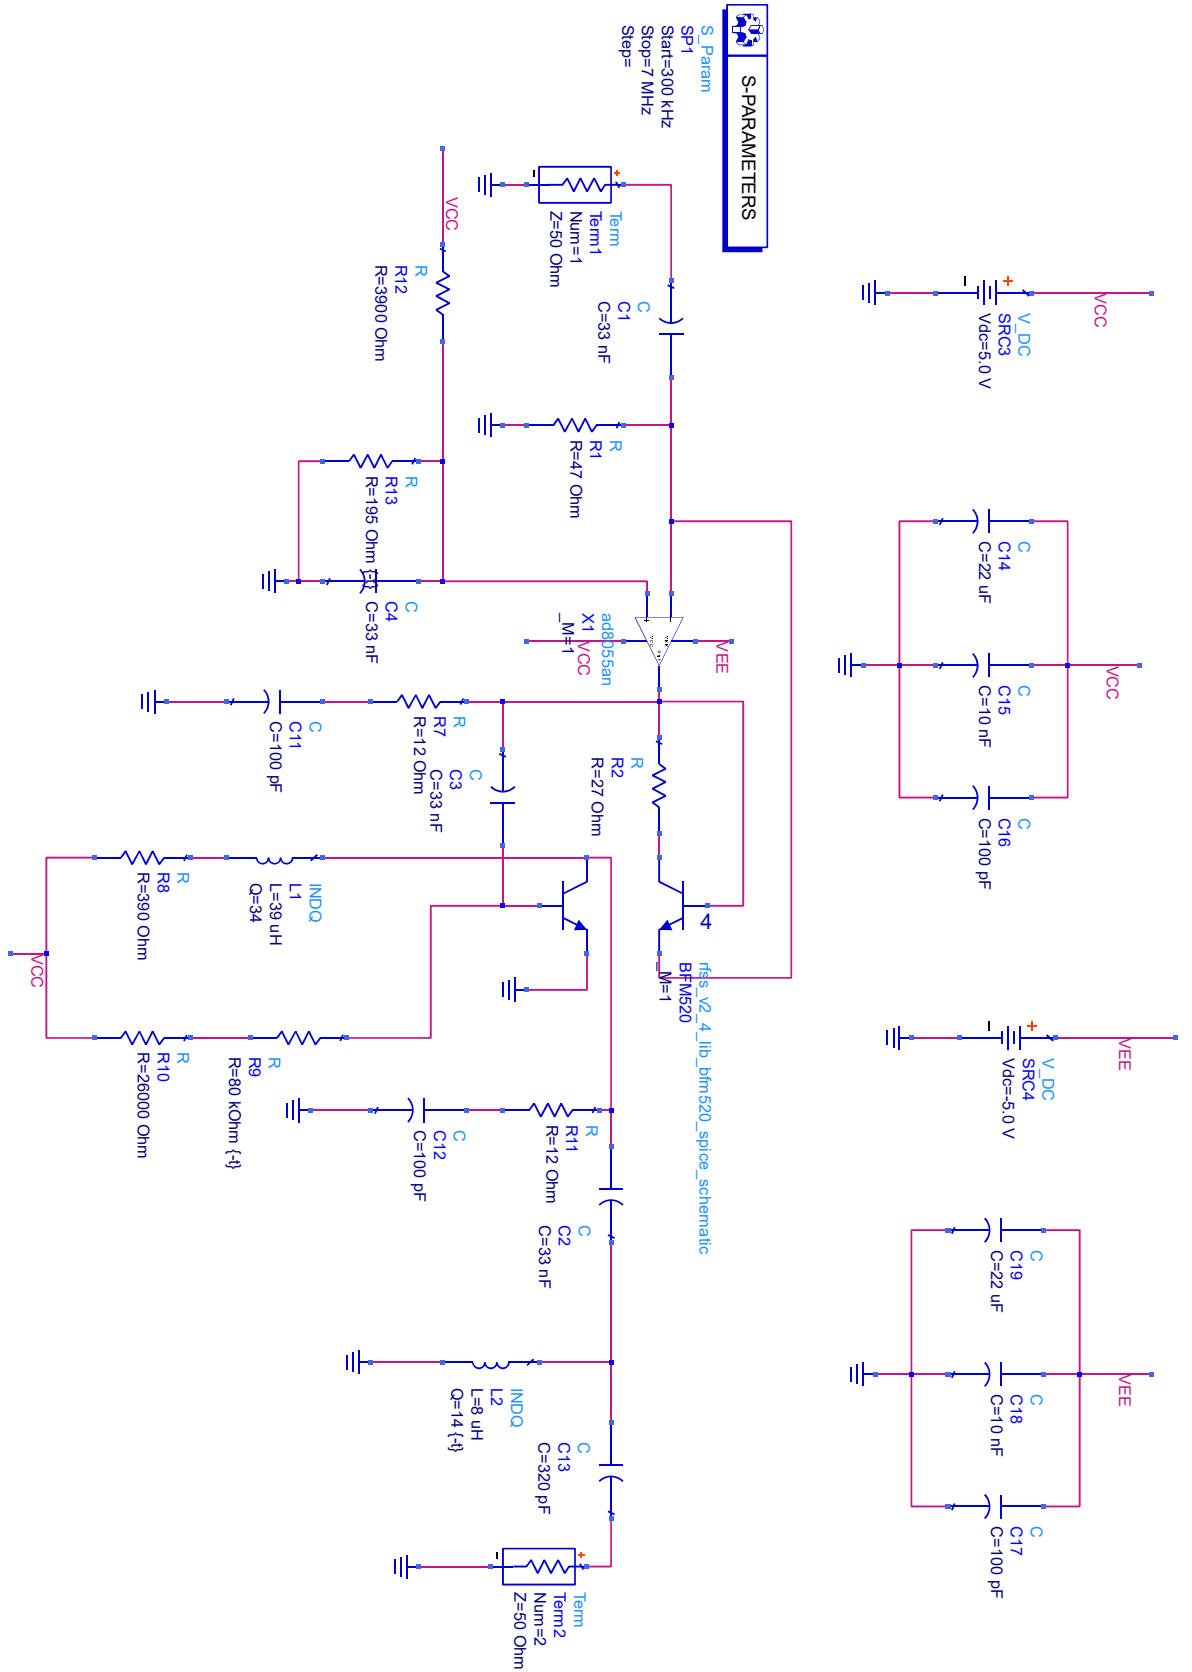 S-PARAMETERS
S_Param
SP1
Start=300 kHz
Stop=7 MHz
Step=
VCC
V_DC
SRC3
Vdc=5.0 V
VCC
C
C14
C=22 uF
C
C15
C=10 nF
C
C16
C=100 pF
VEE
V_DC
SRC4
Vdc=-5.0 V
VEE
C
C19
C=22 uF
C
C18
C=10 nF
C
C17
C=100 pF
Term
Term1
Num=1
Z=50 Ohm
C
C1
C=33 nF
R
R1
R=47 Ohm
VCC
R
R12
R=3900 Ohm
R
R13
R=195 Ohm {-t}
C
C4
C=33 nF
VEE
ad8055an
X1
_M=1
VCC
R
R2
R=27 Ohm
4
rfss_v2_4_lib_bfm520_spice_schematic
BFM520
_M=1
R
R7
R=12 Ohm
C
C11
C=100 pF
C
C3
C=33 nF
INDQ
L1
L=39 uH
Q=34
R
R8
R=390 Ohm
VCC
R
R9
R=80 kOhm {-t}
R
R10
R=26000 Ohm
R
R11
R=12 Ohm
C
C12
C=100 pF
C
C2
C=33 nF
INDQ
L2
L=8 uH
Q=14 {-t}
C
C13
C=320 pF
Term
Term2
Num=2
Z=50 Ohm